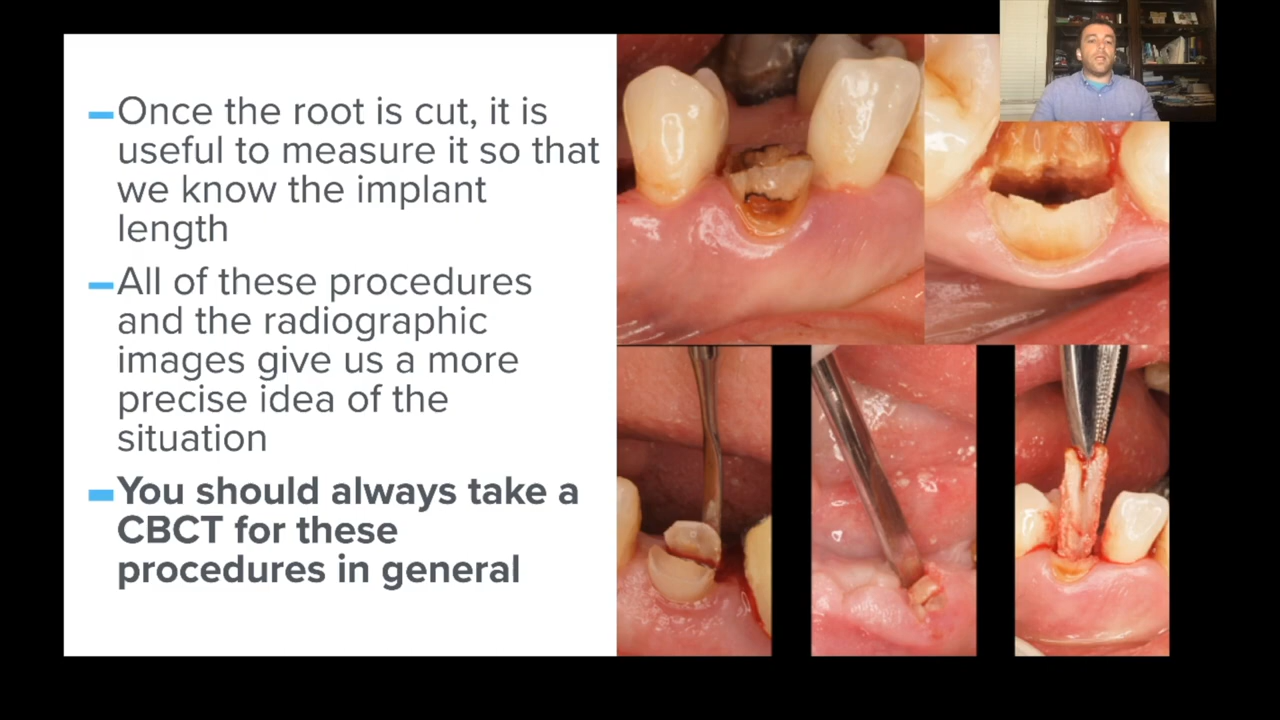 Once the root is cut, it is
useful to measure it so that
we know the implant
length
All of these procedures
and the radiographic
images give us a more
precise idea of the
situation
You should always take a
CBCT for these
procedures in general